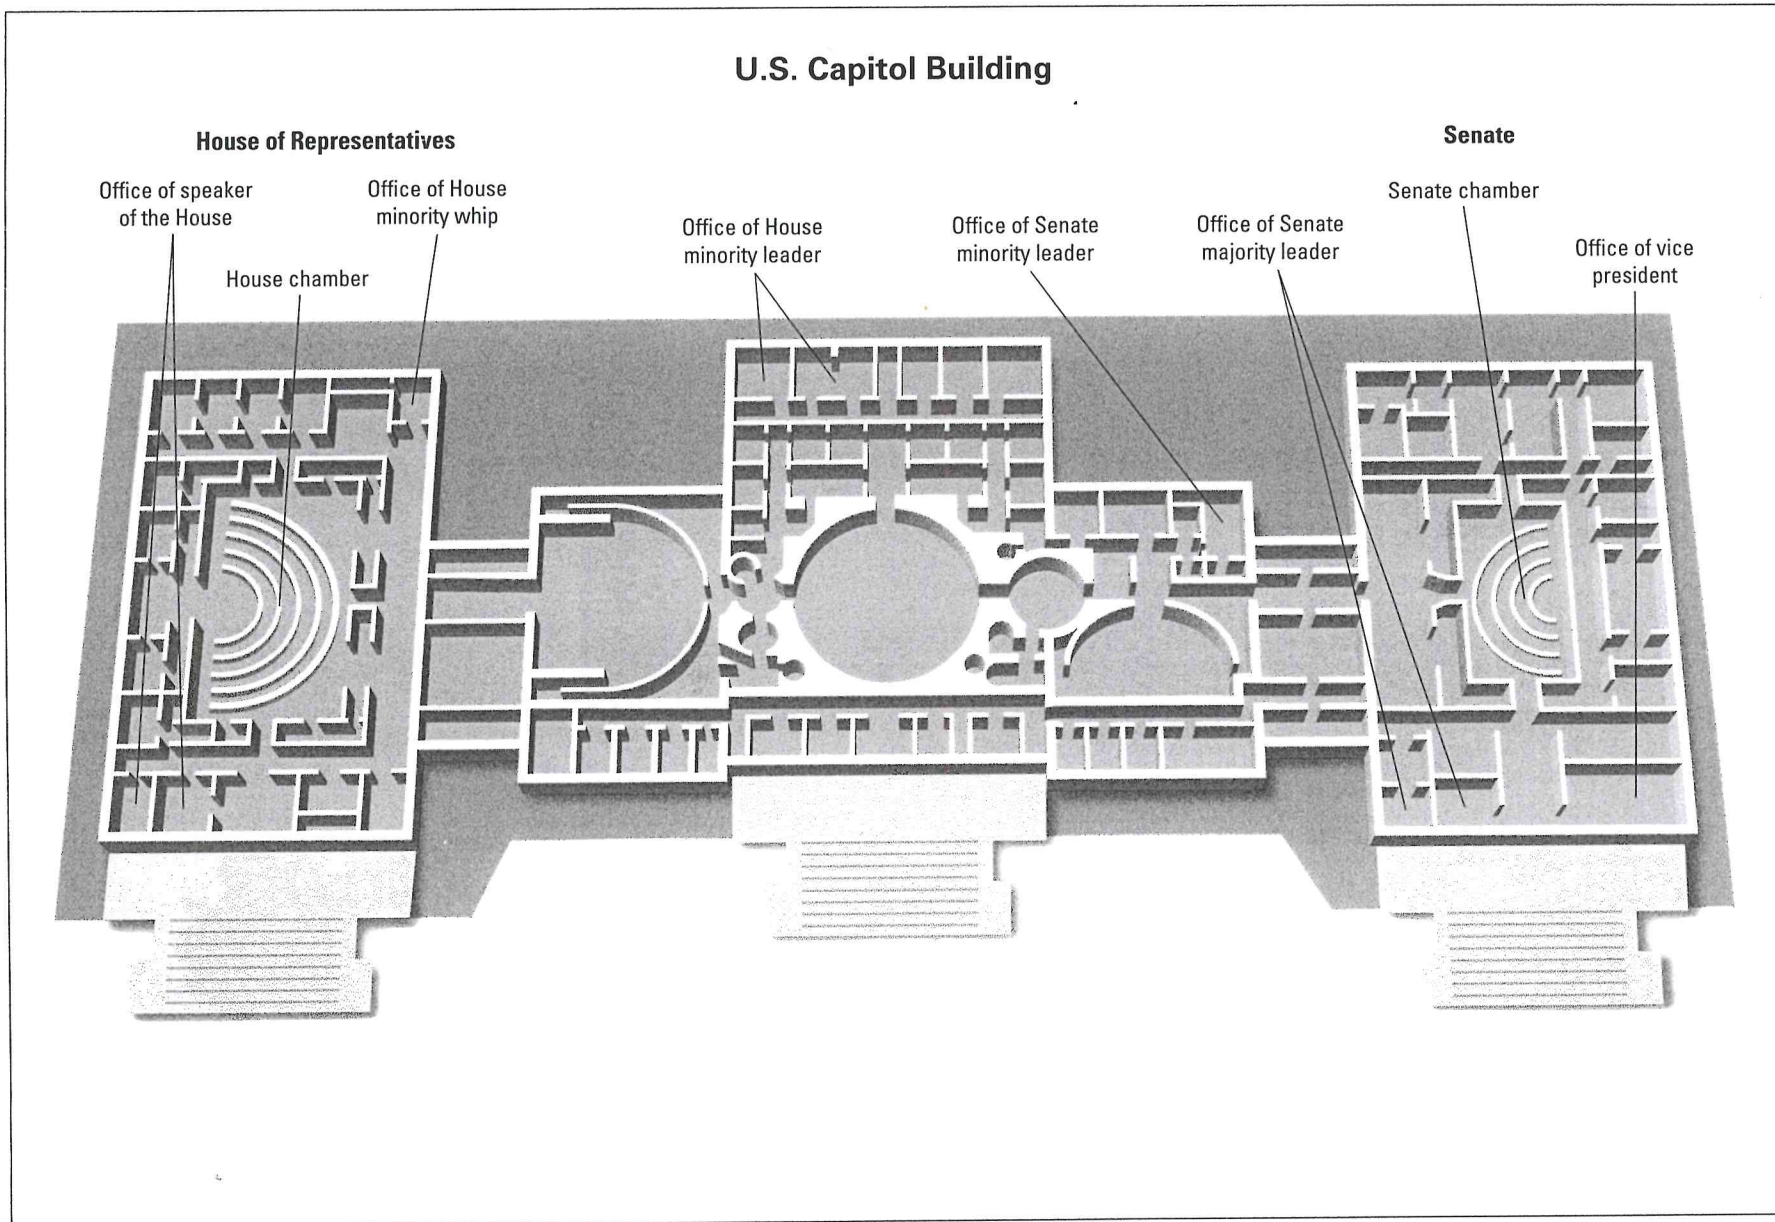 U.S. Capitol Building
House of Representatives
Office of speaker
of the House
Office of House
minority whip
House chamber
Office of House
minority leader
Office of Senate
minority leader
Office of Senate
majority leader
Senate
Senate chamber
Office of vice
president